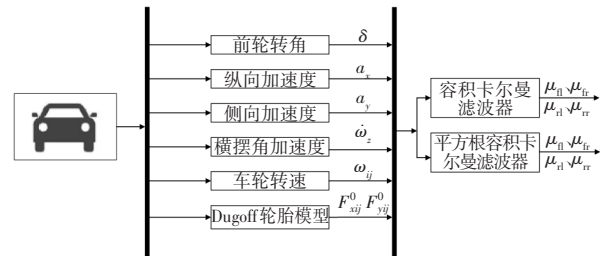 前轮转角 δ
纵向加速度 aₓ
侧向加速度 a_y
横摆角加速度 ω̇_z
车轮转速 ω_ij
Dugoff轮胎模型 F⁰_xij F⁰_yij
容积卡尔曼
滤波器
μ_fl、μ_fr
μ_rl、μ_rr
平方根容积卡
尔曼滤波器
μ_fl、μ_fr
μ_rl、μ_rr